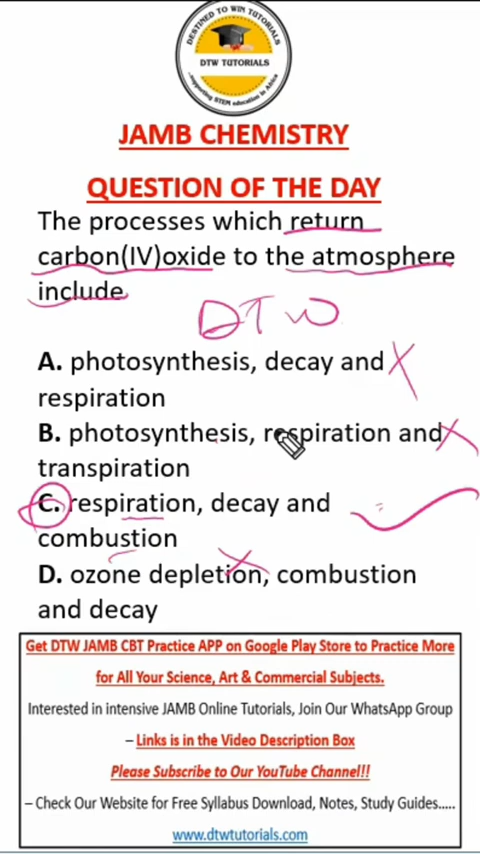 DESTINED TO WIN TUTORIALS
DTW TUTORIALS
...supporting STEM education in Africa
JAMB CHEMISTRY
QUESTION OF THE DAY
The processes which return
carbon(IV)oxide to the atmosphere
include
DTW
A. photosynthesis, decay and
respiration
B. photosynthesis, respiration and
transpiration
C. respiration, decay and
combustion
D. ozone depletion, combustion
and decay
Get DTW JAMB CBT Practice APP on Google Play Store to Practice More
for All Your Science, Art & Commercial Subjects.
Interested in intensive JAMB Online Tutorials, Join Our WhatsApp Group
– Links is in the Video Description Box
Please Subscribe to Our YouTube Channel!!!
– Check Our Website for Free Syllabus Download, Notes, Study Guides.....
www.dtwtutorials.com